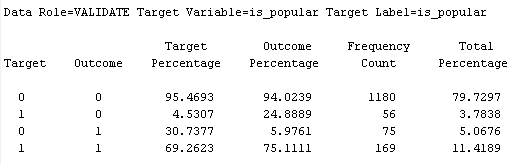 Data Role=VALIDATE Target Variable=is_popular Target Label=is_popular
Target Outcome Frequency Total
Target Outcome Percentage Percentage Count Percentage
0 0 95.4693 94.0239 1180 79.7297
1 0 4.5307 24.8889 56 3.7838
0 1 30.7377 5.9761 75 5.0676
1 1 69.2623 75.1111 169 11.4189